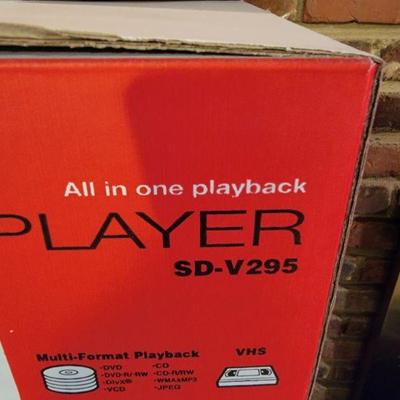 All in one playback
PLAYER
SD-V295
Multi-Format Playback
VHS
·DVD ·CD
·DVD-R/-RW ·CD-R/RW
·DivX® ·WMA&MP3
·VCD ·JPEG